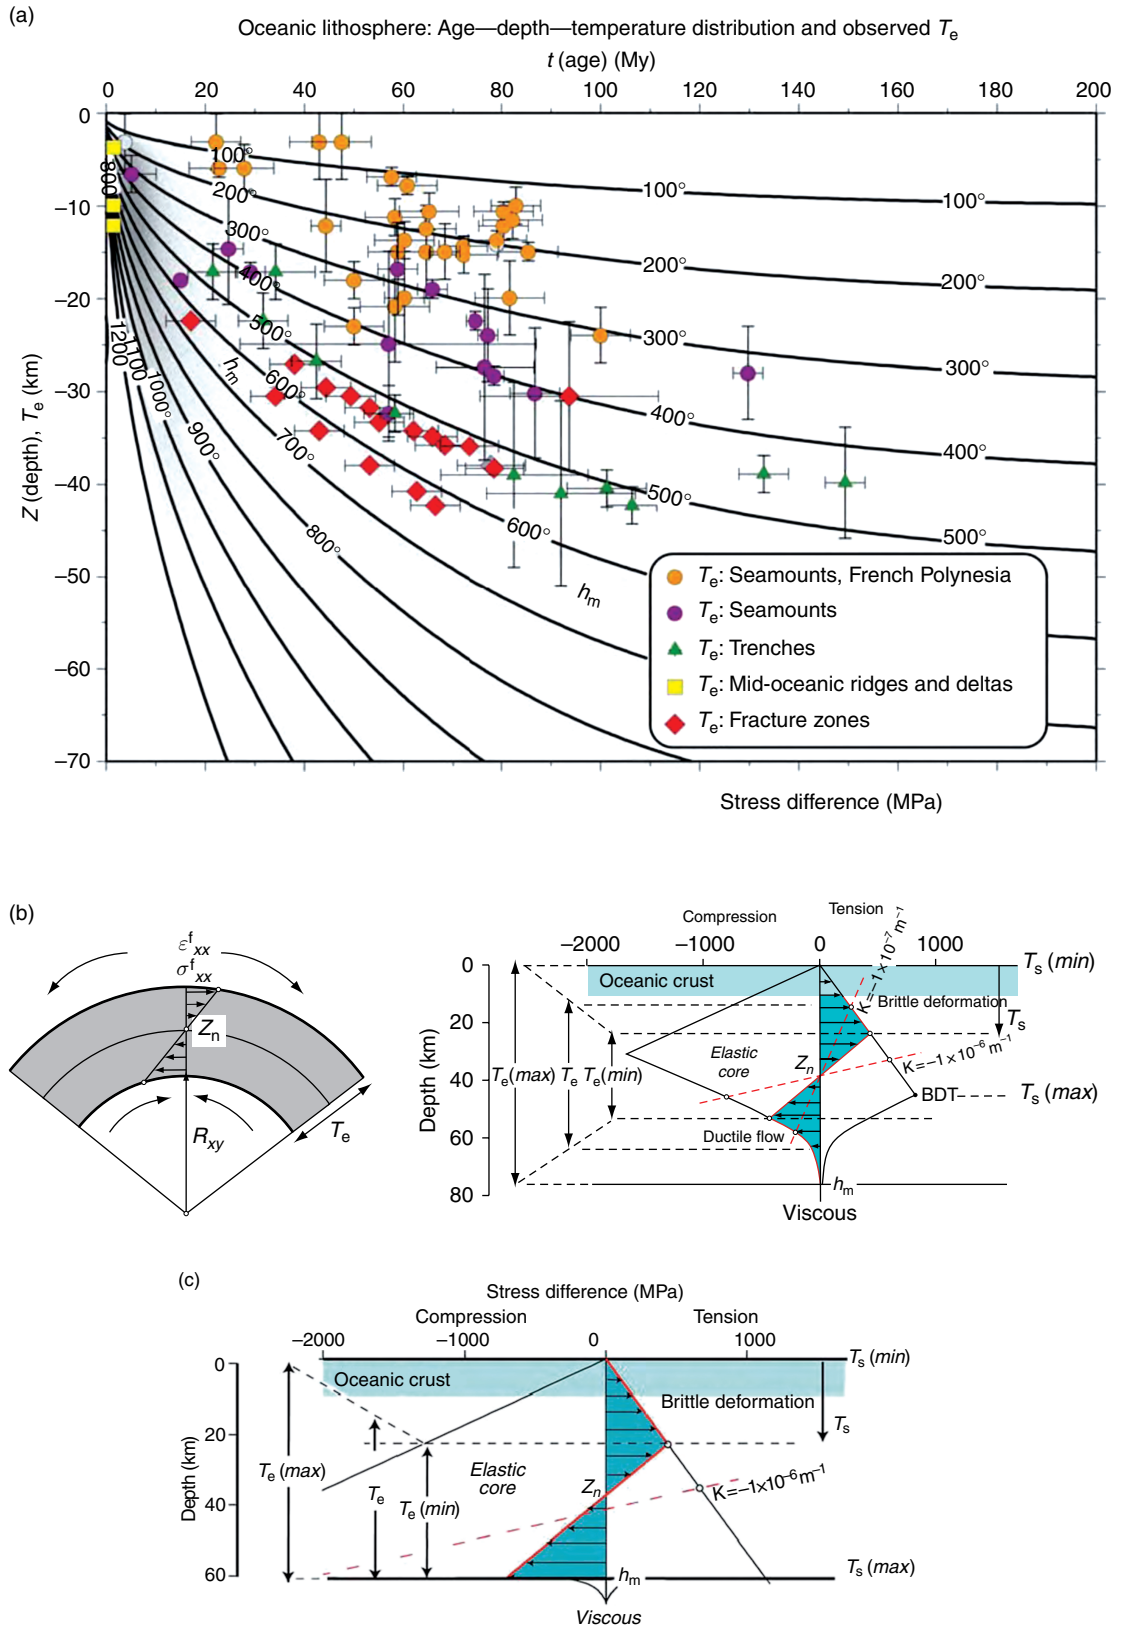 (a)
Oceanic lithosphere: Age—depth—temperature distribution and observed Te
t (age) (My)
0 20 40 60 80 100 120 140 160 180 200
0
−10
−20
−30
−40
−50
−60
−70
Z (depth), Te (km)
100° 100° 100°
200° 200° 200°
300° 300° 300°
400° 400° 400°
500° 500° 500°
600° 600°
700°
800°
900°
1000°
1100
1200
800
hm
hm
Te: Seamounts, French Polynesia
Te: Seamounts
Te: Trenches
Te: Mid-oceanic ridges and deltas
Te: Fracture zones
Stress difference (MPa)
(b)
εfxx
σfxx
Zn
Rxy
Te
Compression Tension
−2000 −1000 0 1000
0
20
40
60
80
Depth (km)
Ts (min)
Oceanic crust
Brittle deformation
K=−1×10−7 m−1
Ts
Elastic
core
Zn
K=−1×10−6 m−1
Te(max) Te Te(min)
BDT
Ts (max)
Ductile flow
hm
Viscous
(c)
Stress difference (MPa)
Compression Tension
−2000 −1000 0 1000
0
20
40
60
Depth (km)
Ts (min)
Oceanic crust
Brittle deformation
Ts
Te (max)
Te
Te (min)
Elastic
core
Zn
K=−1×10−6 m−1
hm
Ts (max)
Viscous